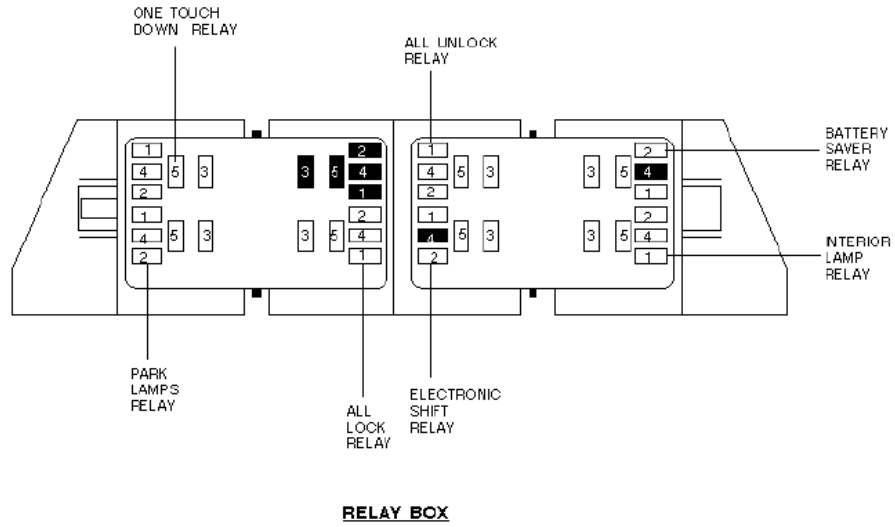 ONE TOUCH
DOWN RELAY
ALL UNLOCK
RELAY
BATTERY
SAVER
RELAY
1 5 3 3 5 2
4 4
2 1
1 5 3 3 5 2
4 4
2 1
1 5 3 3 5 2
4 4
2 1
1 5 3 3 5 2
4 4
2 1
INTERIOR
LAMP
RELAY
PARK
LAMPS
RELAY
ALL
LOCK
RELAY
ELECTRONIC
SHIFT
RELAY
RELAY BOX